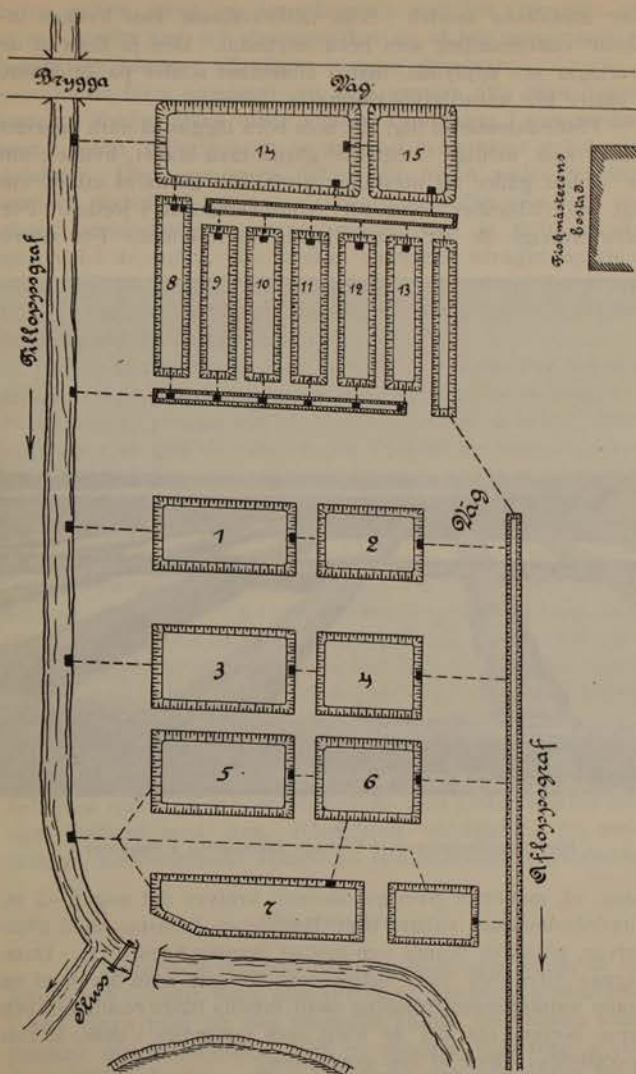 Brygga
Väg
14
15
Fiskmästerens
bostad.
Tilloppsgraf
8
9
10
11
12
13
Väg
1
2
3
4
5
6
Afloppsgraf
7
Sluss